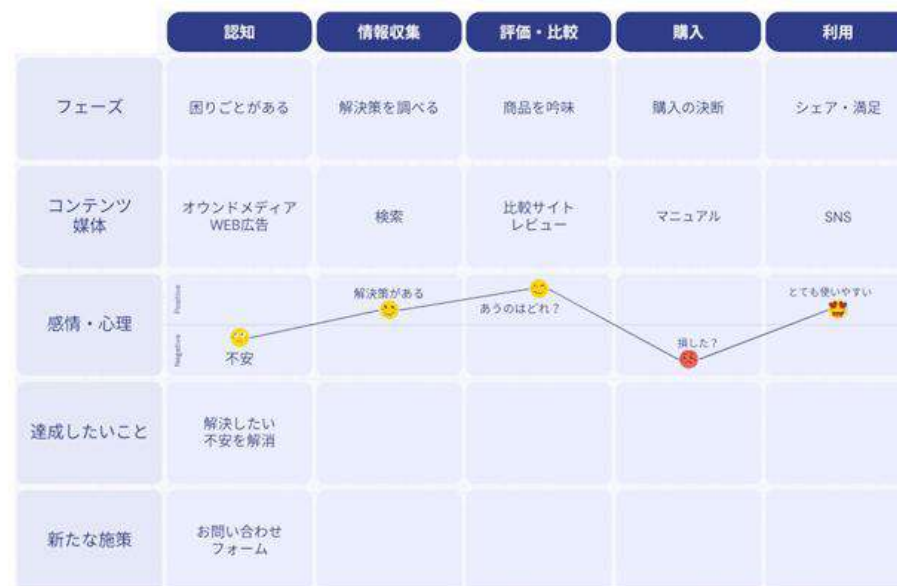 認知
情報収集
評価・比較
購入
利用
フェーズ
困りごとがある
解決策を調べる
商品を吟味
購入の決断
シェア・満足
コンテンツ
媒体
オウンドメディア
WEB広告
検索
比較サイト
レビュー
マニュアル
SNS
感情・心理
Positive
Negative
不安
解決策がある
あうのはどれ？
損した？
とても使いやすい
達成したいこと
解決したい
不安を解消
新たな施策
お問い合わせ
フォーム